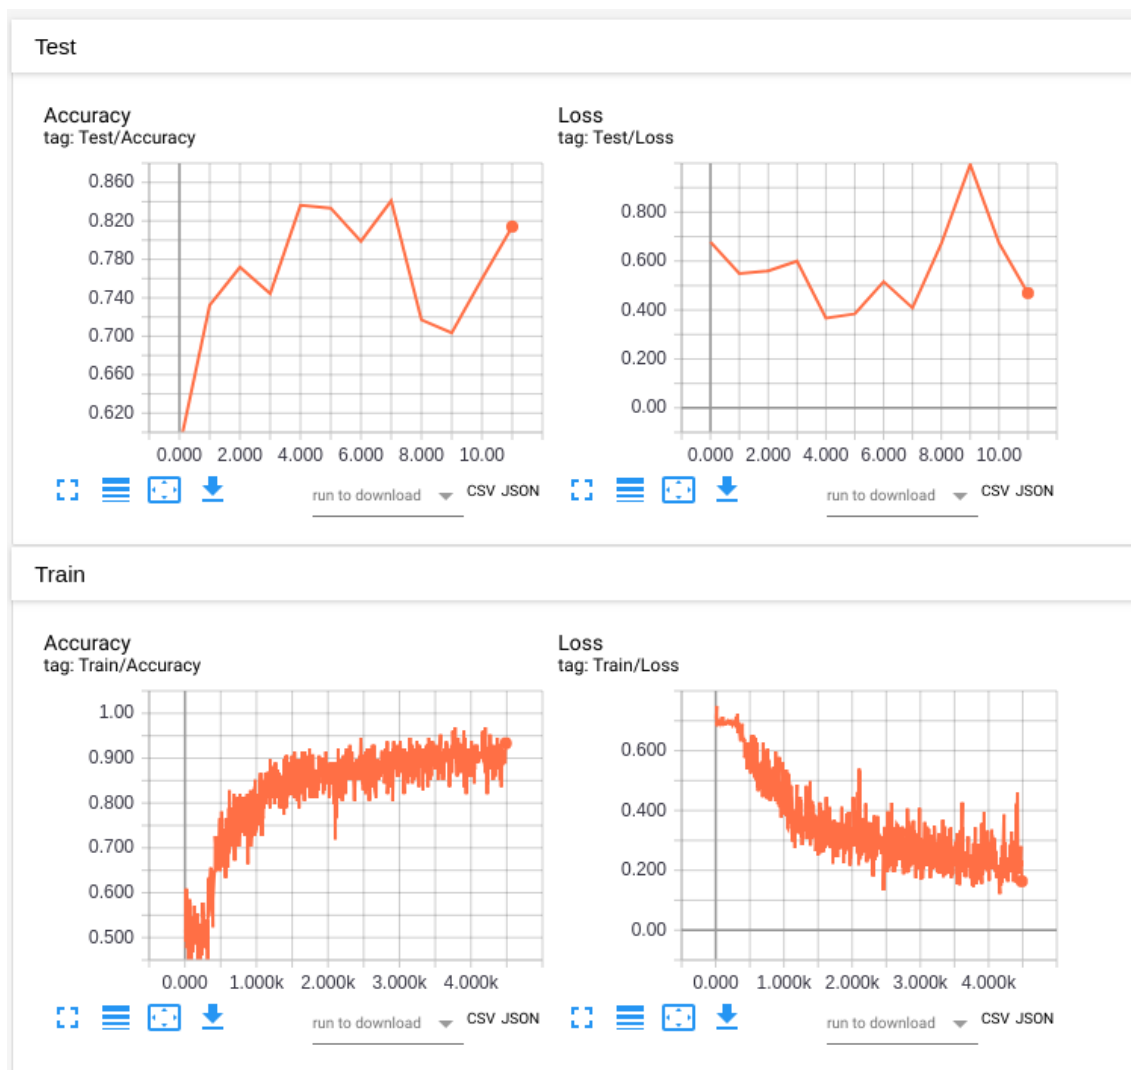 Test
Accuracy
tag: Test/Accuracy
0.860
0.820
0.780
0.740
0.700
0.660
0.620
0.000 2.000 4.000 6.000 8.000 10.00
run to download CSV JSON
Loss
tag: Test/Loss
0.800
0.600
0.400
0.200
0.00
0.000 2.000 4.000 6.000 8.000 10.00
run to download CSV JSON
Train
Accuracy
tag: Train/Accuracy
1.00
0.900
0.800
0.700
0.600
0.500
0.000 1.000k 2.000k 3.000k 4.000k
run to download CSV JSON
Loss
tag: Train/Loss
0.600
0.400
0.200
0.00
0.000 1.000k 2.000k 3.000k 4.000k
run to download CSV JSON